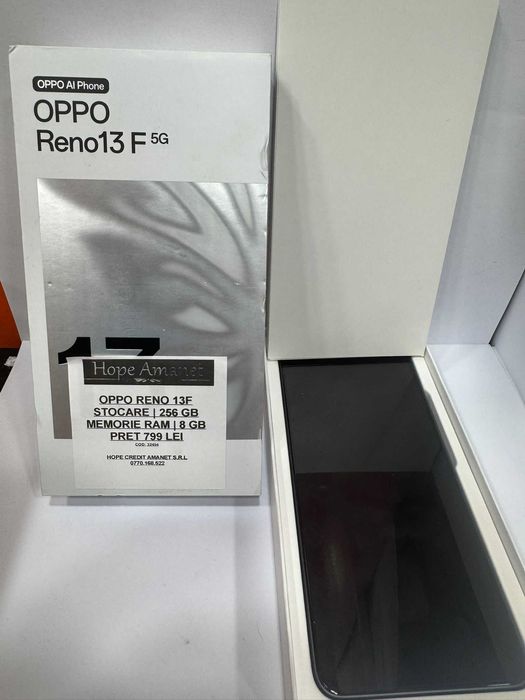 OPPO AI Phone
OPPO
Reno13 F 5G
13
Hope Amanet
OPPO RENO 13F
STOCARE | 256 GB
MEMORIE RAM | 8 GB
PRET 799 LEI
HOPE CREDIT AMANET S.R.L
0770.168.522